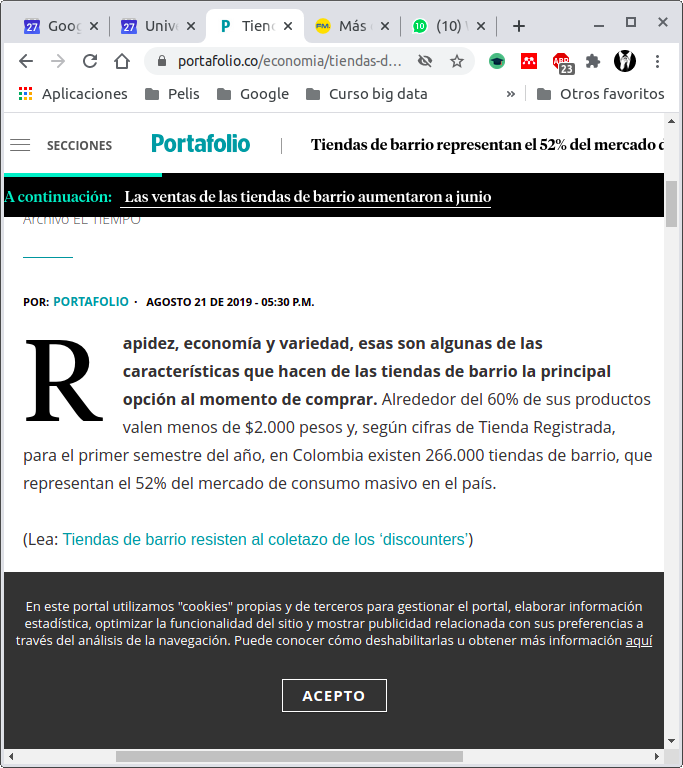 27 Goog
27 Unive
P Tiend
FM Más d
10 (10) W
portafolio.co/economia/tiendas-d...
ABP 23
Aplicaciones Pelis Google Curso big data » Otros favoritos
SECCIONES Portafolio | Tiendas de barrio representan el 52% del mercado d
A continuación: Las ventas de las tiendas de barrio aumentaron a junio
Archivo EL TIEMPO
POR: PORTAFOLIO · AGOSTO 21 DE 2019 - 05:30 P.M.
Rapidez, economía y variedad, esas son algunas de las
características que hacen de las tiendas de barrio la principal
opción al momento de comprar. Alrededor del 60% de sus productos
valen menos de $2.000 pesos y, según cifras de Tienda Registrada,
para el primer semestre del año, en Colombia existen 266.000 tiendas de barrio, que
representan el 52% del mercado de consumo masivo en el país.
(Lea: Tiendas de barrio resisten al coletazo de los ‘discounters’)
En este portal utilizamos "cookies" propias y de terceros para gestionar el portal, elaborar información
estadística, optimizar la funcionalidad del sitio y mostrar publicidad relacionada con sus preferencias a
través del análisis de la navegación. Puede conocer cómo deshabilitarlas u obtener más información aquí
ACEPTO